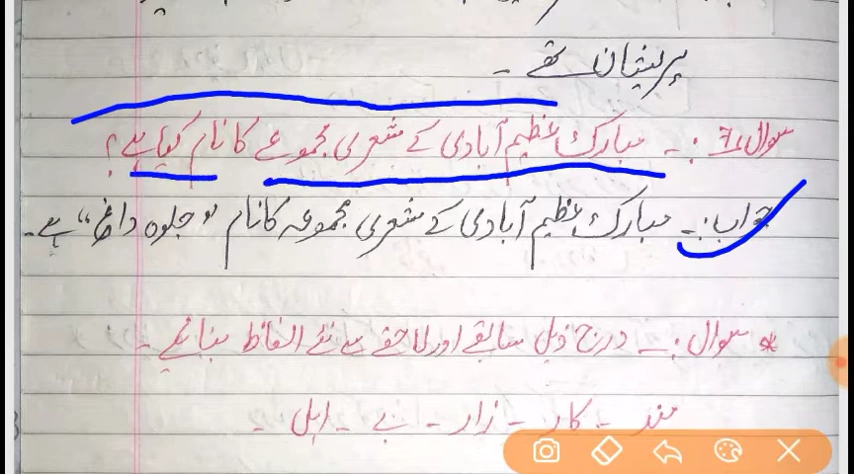 پریشان تھے۔
سوال 7 :۔ مبارک عظیم آبادی کے شعری مجموعے کا نام کیا ہے؟
جواب :۔ مبارک عظیم آبادی کے شعری مجموعہ کا نام "جلوہ داغ" ہے۔
* سوال :۔ درج ذیل سابقے اور لاحقے سے نئے الفاظ بنائیے۔
مند ۔ کار ۔ زار ۔ بے ۔ اہل ۔